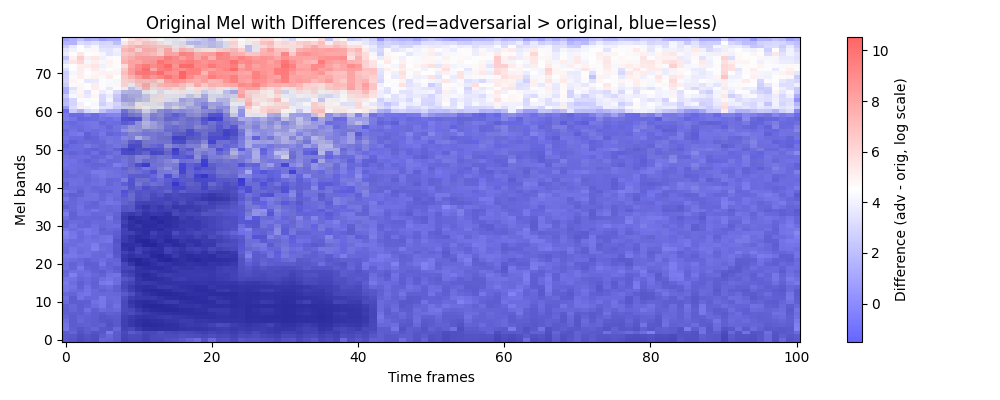 Original Mel with Differences (red=adversarial > original, blue=less)
Mel bands
70
60
50
40
30
20
10
0
0 20 40 60 80 100
Time frames
10
8
6
4
2
0
Difference (adv - orig, log scale)